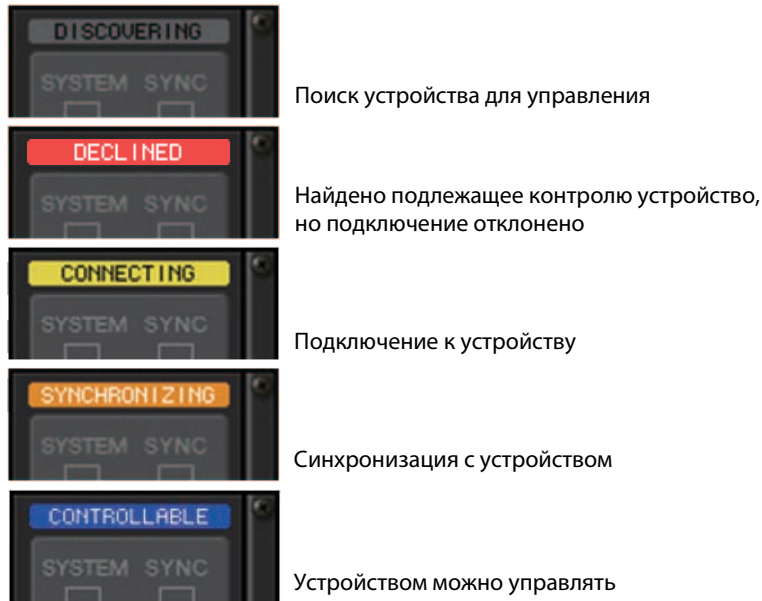 DISCOVERING
SYSTEM SYNC
Поиск устройства для управления
DECLINED
SYSTEM SYNC
Найдено подлежащее контролю устройство,
но подключение отклонено
CONNECTING
SYSTEM SYNC
Подключение к устройству
SYNCHRONIZING
SYSTEM SYNC
Синхронизация с устройством
CONTROLLABLE
SYSTEM SYNC
Устройством можно управлять